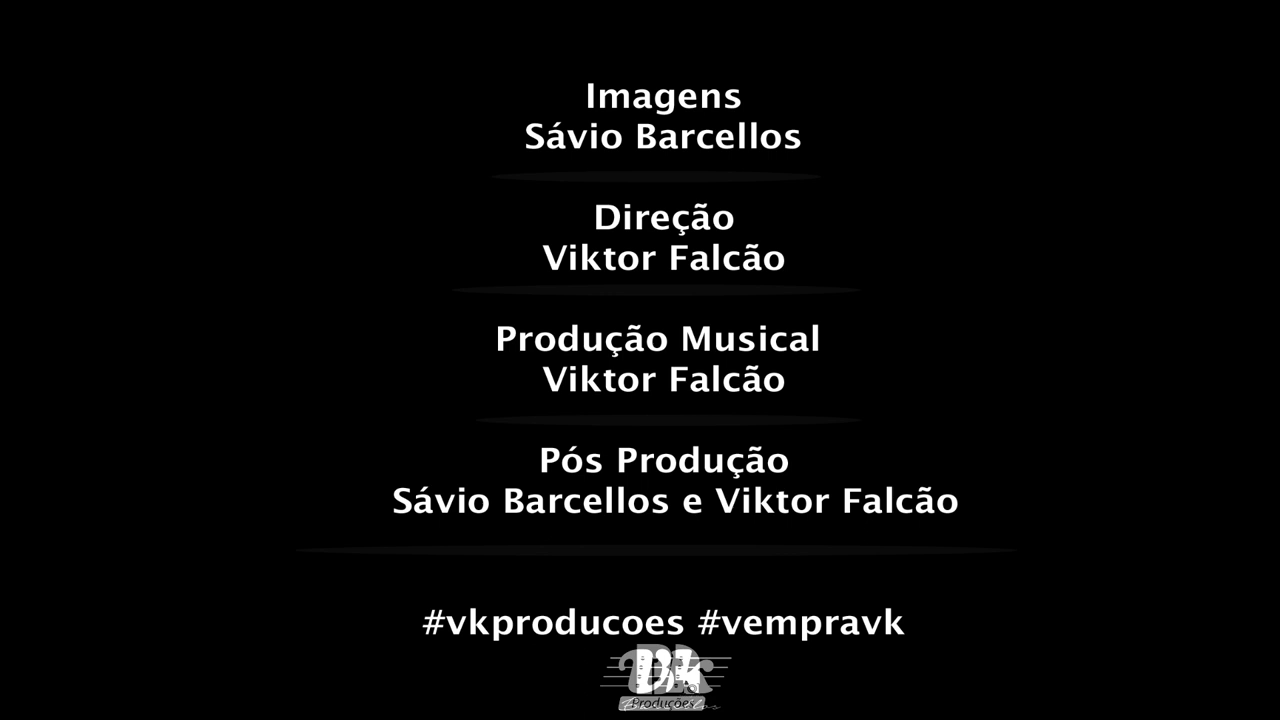 Imagens
Sávio Barcellos
Direção
Viktor Falcão
Produção Musical
Viktor Falcão
Pós Produção
Sávio Barcellos e Viktor Falcão
#vkproducoes #vempravk
Produções